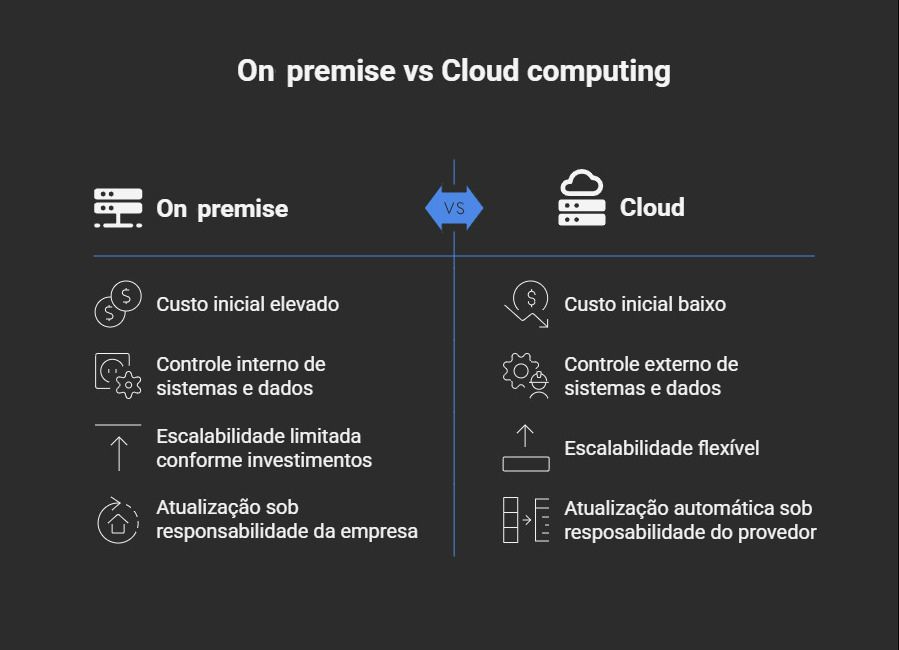 On premise vs Cloud computing
On premise
VS
Cloud
Custo inicial elevado
Custo inicial baixo
Controle interno de
sistemas e dados
Controle externo de
sistemas e dados
Escalabilidade limitada
conforme investimentos
Escalabilidade flexível
Atualização sob
responsabilidade da empresa
Atualização automática sob
resposabilidade do provedor